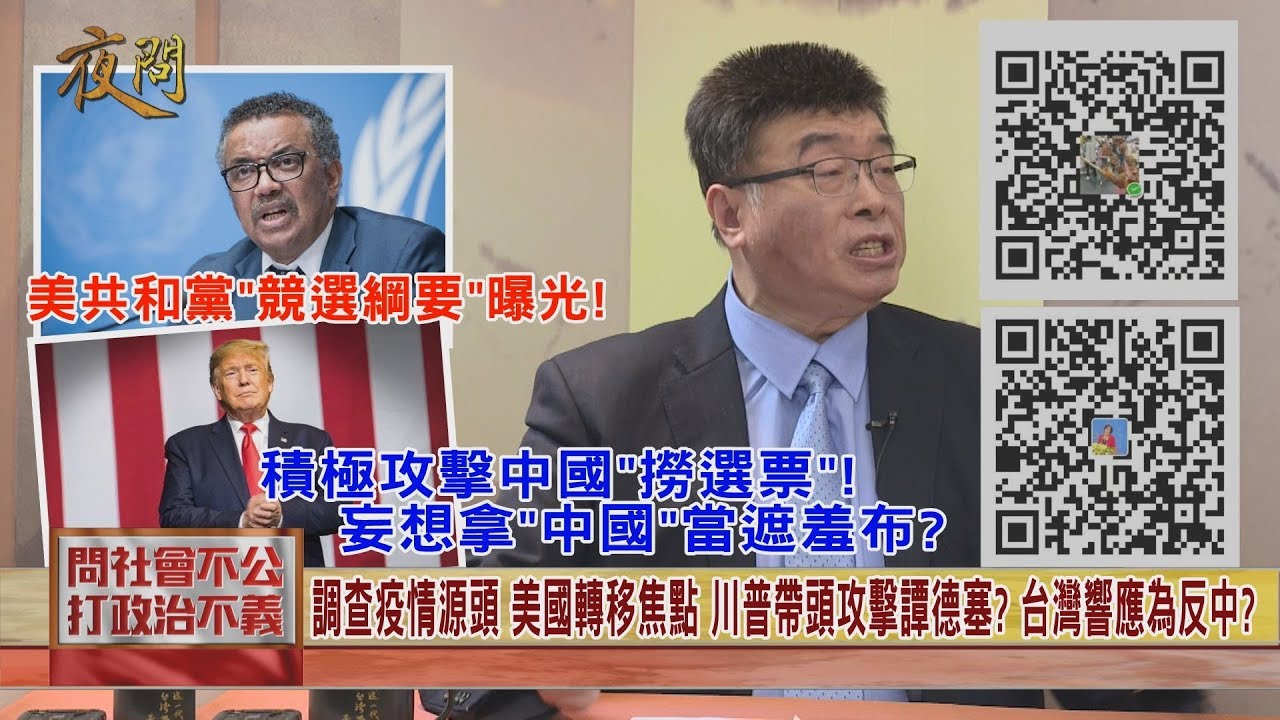 夜問
美共和黨"競選綱要"曝光!
積極攻擊中國"撈選票"!
妄想拿"中國"當遮羞布?
問社會不公
打政治不義
調查疫情源頭 美國轉移焦點 川普帶頭攻擊譚德塞? 台灣響應為反中?